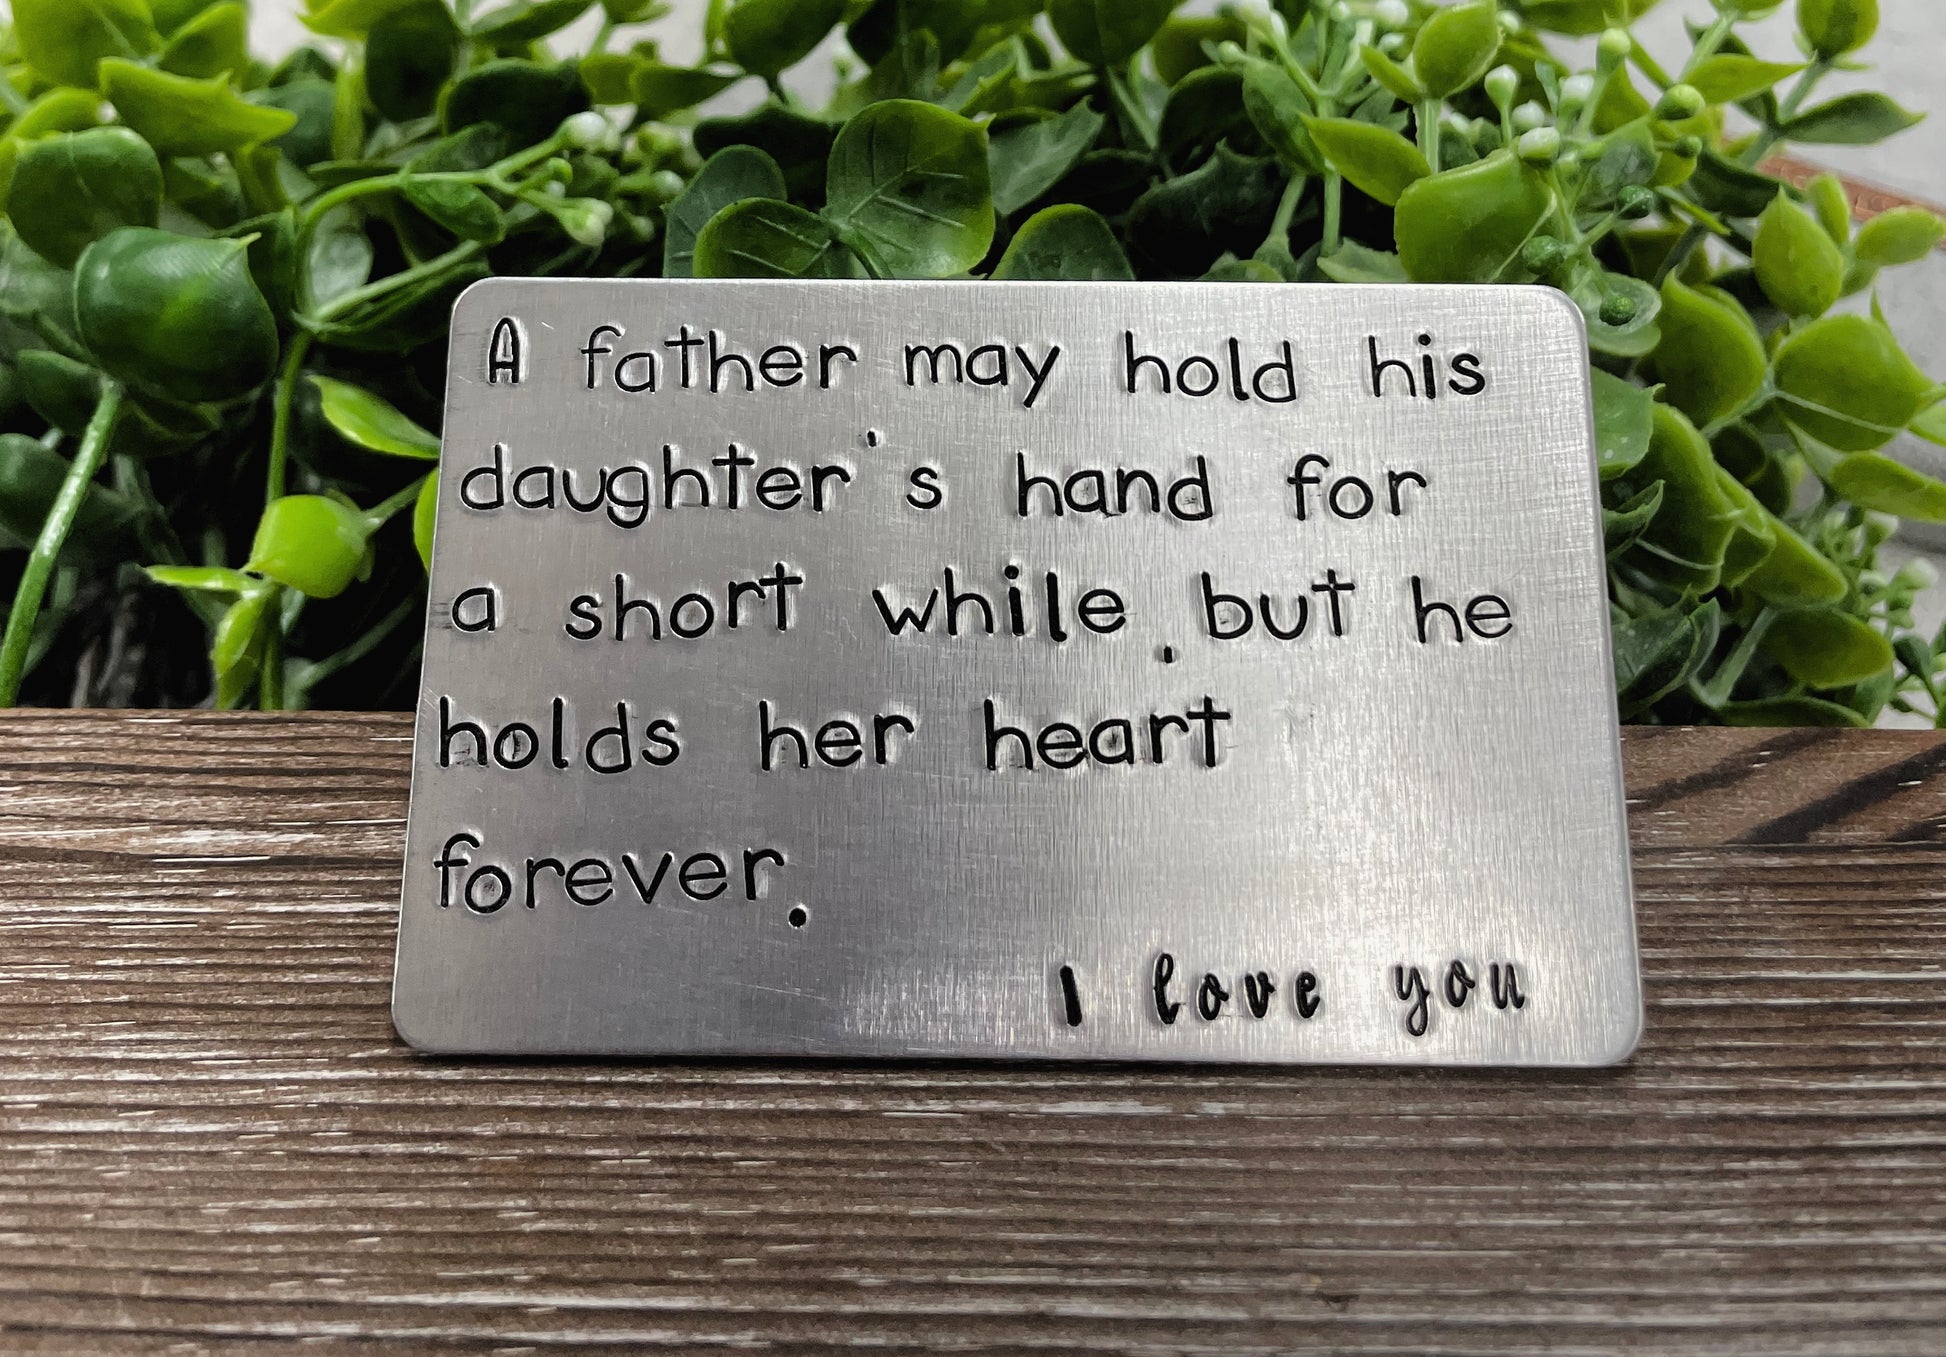 A father may hold his
daughter's hand for
a short while, but he
holds her heart
forever.
I love you